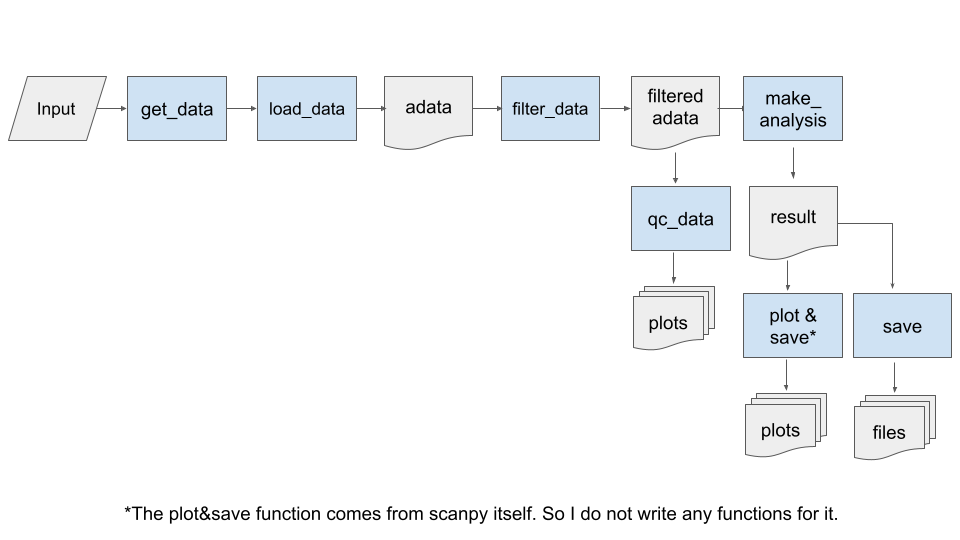 Input
get_data
load_data
adata
filter_data
filtered
adata
make_
analysis
qc_data
result
plots
plot &
save*
save
plots
files
*The plot&save function comes from scanpy itself. So I do not write any functions for it.